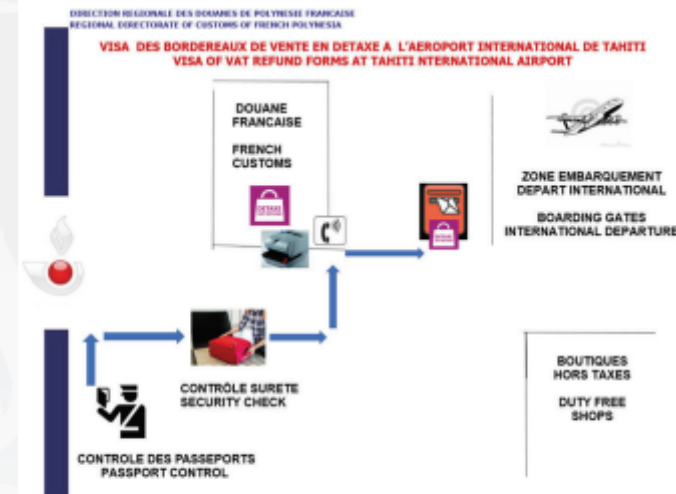 DIRECTION REGIONALE DES DOUANES DE POLYNESIE FRANCAISE
REGIONAL DIRECTORATE OF CUSTOMS OF FRENCH POLYNESIA
VISA DES BORDEREAUX DE VENTE EN DETAXE A L'AEROPORT INTERNATIONAL DE TAHITI
VISA OF VAT REFUND FORMS AT TAHITI NTERNATIONAL AIRPORT
DOUANE
FRANCAISE
FRENCH
CUSTOMS
DETAXE
ZONE EMBARQUEMENT
DEPART INTERNATIONAL
BOARDING GATES
INTERNATIONAL DEPARTURE
DETAXE
CONTRÔLE SURETE
SECURITY CHECK
BOUTIQUES
HORS TAXES
DUTY FREE
SHOPS
CONTROLE DES PASSEPORTS
PASSPORT CONTROL